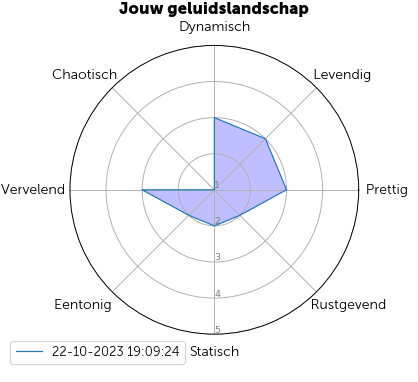 Jouw geluidslandschap
Dynamisch
Chaotisch
Levendig
Vervelend
1
Prettig
2
3
4
Eentonig
Rustgevend
5
22-10-2023 19:09:24
Statisch